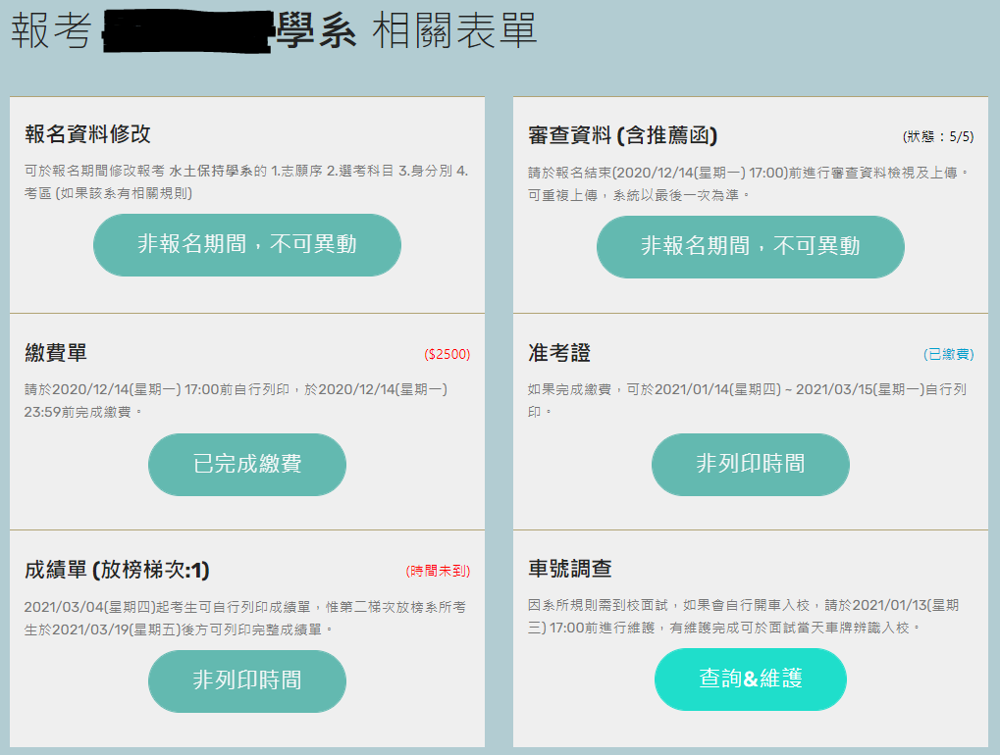 報考 學系 相關表單
報名資料修改
可於報名期間修改報考 水土保持學系的 1.志願序 2.選考科目 3.身分別 4.
考區 (如果該系有相關規則)
非報名期間，不可異動
審查資料 (含推薦函) (狀態：5/5)
請於報名結束(2020/12/14(星期一) 17:00)前進行審查資料檢視及上傳。
可重複上傳，系統以最後一次為準。
非報名期間，不可異動
繳費單 ($2500)
請於2020/12/14(星期一) 17:00前自行列印，於2020/12/14(星期一)
23:59前完成繳費。
已完成繳費
准考證 (已繳費)
如果完成繳費，可於2021/01/14(星期四) ~ 2021/03/15(星期一)自行列
印。
非列印時間
成績單 (放榜梯次:1) (時間未到)
2021/03/04(星期四)起考生可自行列印成績單，惟第二梯次放榜系所考
生於2021/03/19(星期五)後方可列印完整成績單。
非列印時間
車號調查
因系所規則需到校面試，如果會自行開車入校，請於2021/01/13(星期
三) 17:00前進行維護，有維護完成可於面試當天車牌辨識入校。
查詢&維護